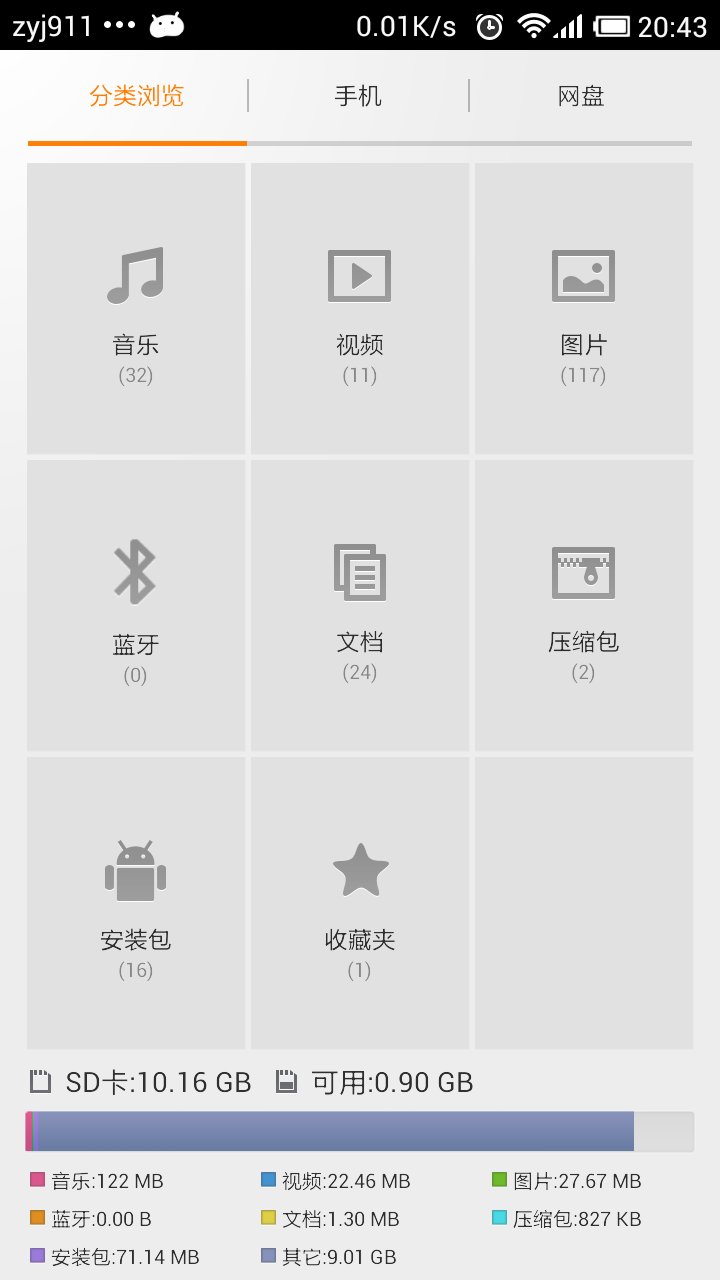 zyj911 ••• 0.01K/s 20:43
分类浏览 手机 网盘
音乐 视频 图片
(32) (11) (117)
蓝牙 文档 压缩包
(0) (24) (2)
安装包 收藏夹
(16) (1)
SD卡:10.16 GB 可用:0.90 GB
音乐:122 MB 视频:22.46 MB 图片:27.67 MB
蓝牙:0.00 B 文档:1.30 MB 压缩包:827 KB
安装包:71.14 MB 其它:9.01 GB